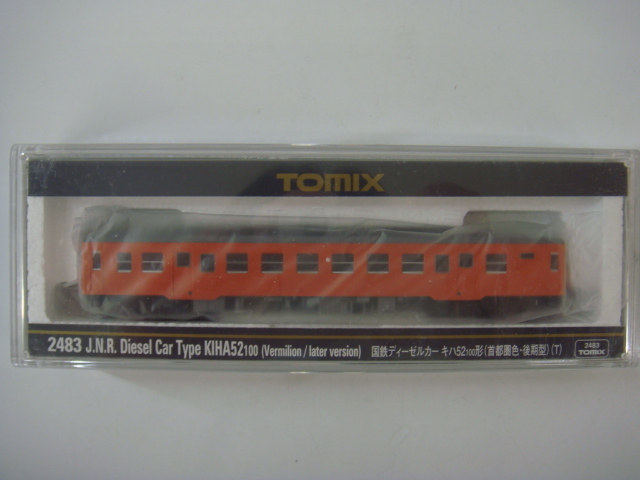 TOMIX
2483 J.N.R. Diesel Car Type KIHA52100 (Vermilion / later version) 国鉄ディーゼルカー キハ52100形(首都圏色・後期型)(T)
2483
TOMIX